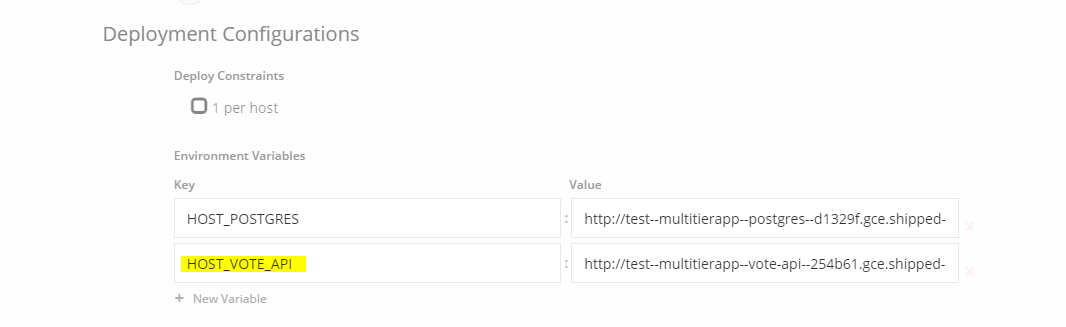 Deployment Configurations
Deploy Constraints
1 per host
Environment Variables
Key Value
HOST_POSTGRES : http://test--multitierapp--postgres--d1329f.gce.shipped- x
HOST_VOTE_API : http://test--multitierapp--vote-api--254b61.gce.shipped- x
+ New Variable